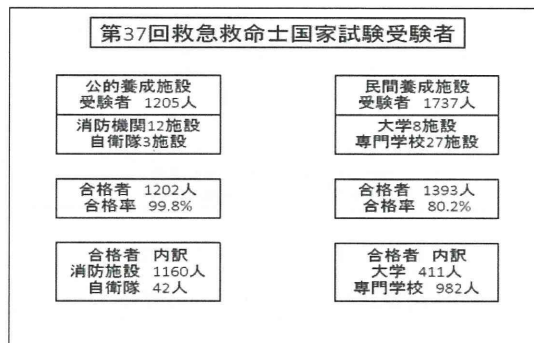 第37回救急救命士国家試験受験者
公的養成施設
受験者 1205人
消防機関12施設
自衛隊3施設
合格者 1202人
合格率 99.8%
合格者 内訳
消防施設 1160人
自衛隊 42人
民間養成施設
受験者 1737人
大学8施設
専門学校27施設
合格者 1393人
合格率 80.2%
合格者 内訳
大学 411人
専門学校 982人